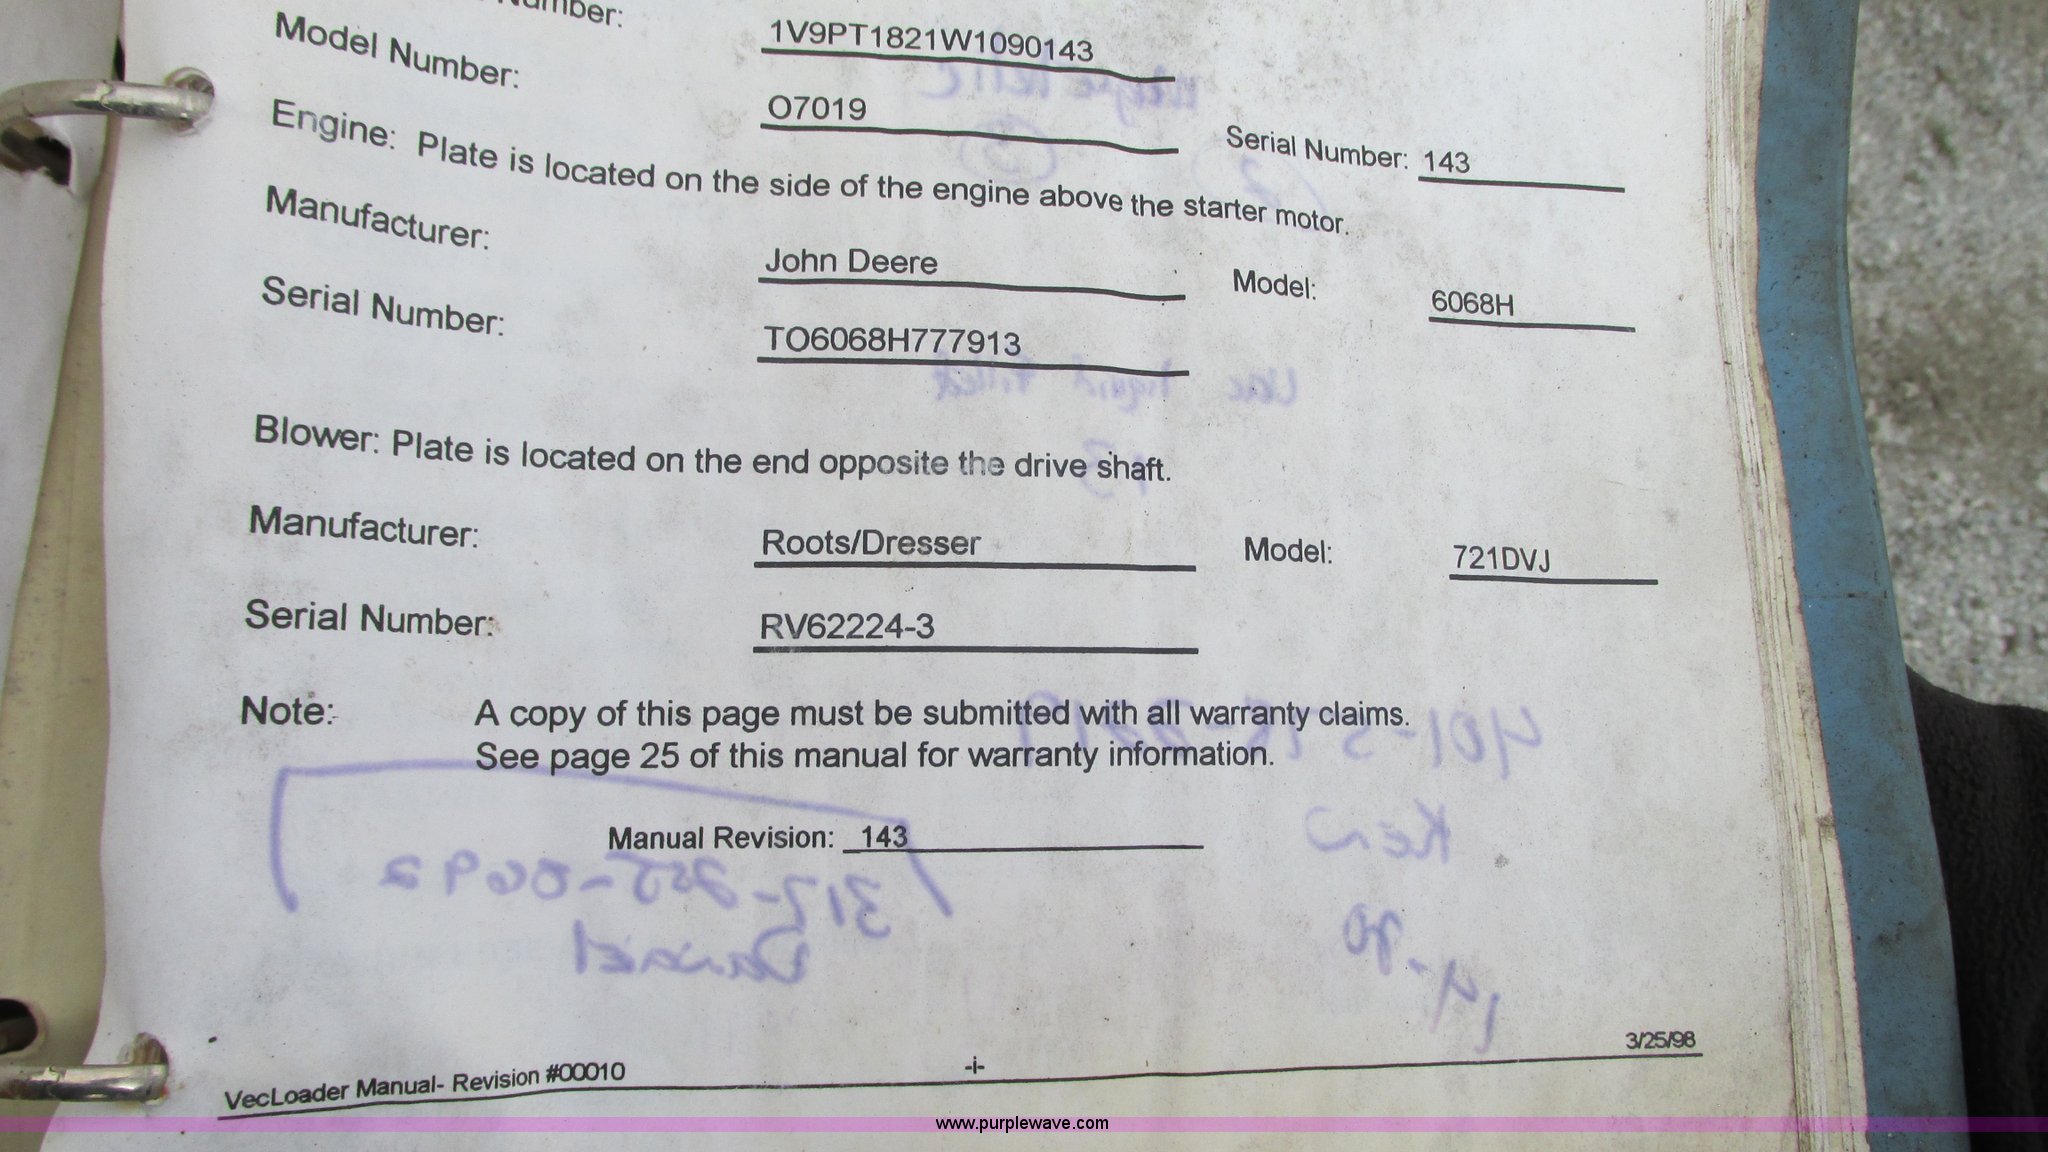 Number: 1V9PT1821W1090143
Model Number: O7019 Serial Number: 143
Engine: Plate is located on the side of the engine above the starter motor.
Manufacturer: John Deere Model: 6068H
Serial Number: TO6068H777913
Blower: Plate is located on the end opposite the drive shaft.
Manufacturer: Roots/Dresser Model: 721DVJ
Serial Number: RV62224-3
Note: A copy of this page must be submitted with all warranty claims.
See page 25 of this manual for warranty information.
Manual Revision: 143
Ken
3/25/98
VecLoader Manual- Revision #00010 -i-
www.purplewave.com